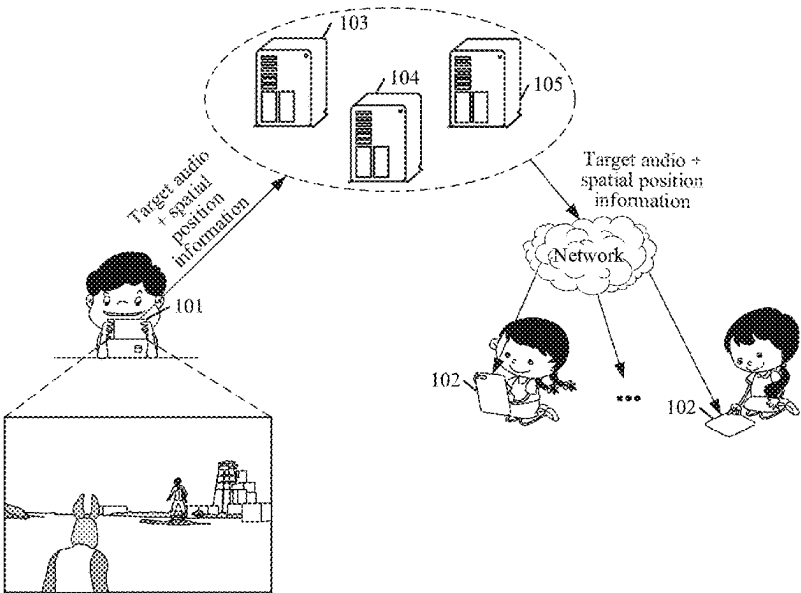 103
104
105
Target audio
+ spatial
position
information
Target audio +
spatial position
information
Network
101
102
102